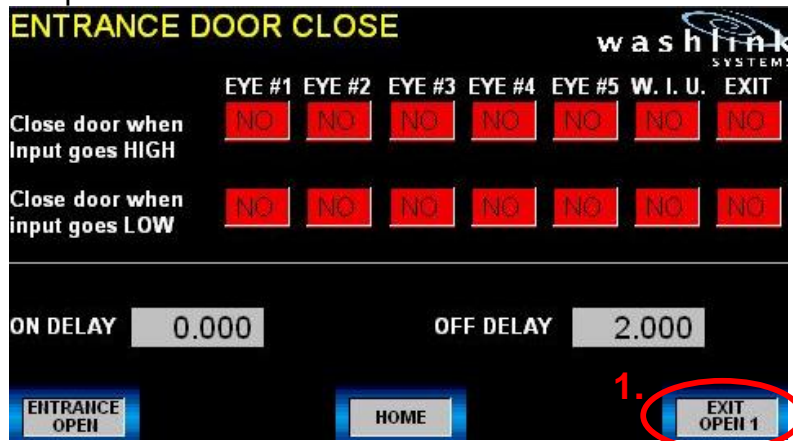 ENTRANCE DOOR CLOSE
washlink
SYSTEMS
EYE #1 EYE #2 EYE #3 EYE #4 EYE #5 W. I. U. EXIT
Close door when NO NO NO NO NO NO NO
Input goes HIGH
Close door when NO NO NO NO NO NO NO
input goes LOW
ON DELAY 0.000 OFF DELAY 2.000
1.
ENTRANCE HOME EXIT
OPEN OPEN 1